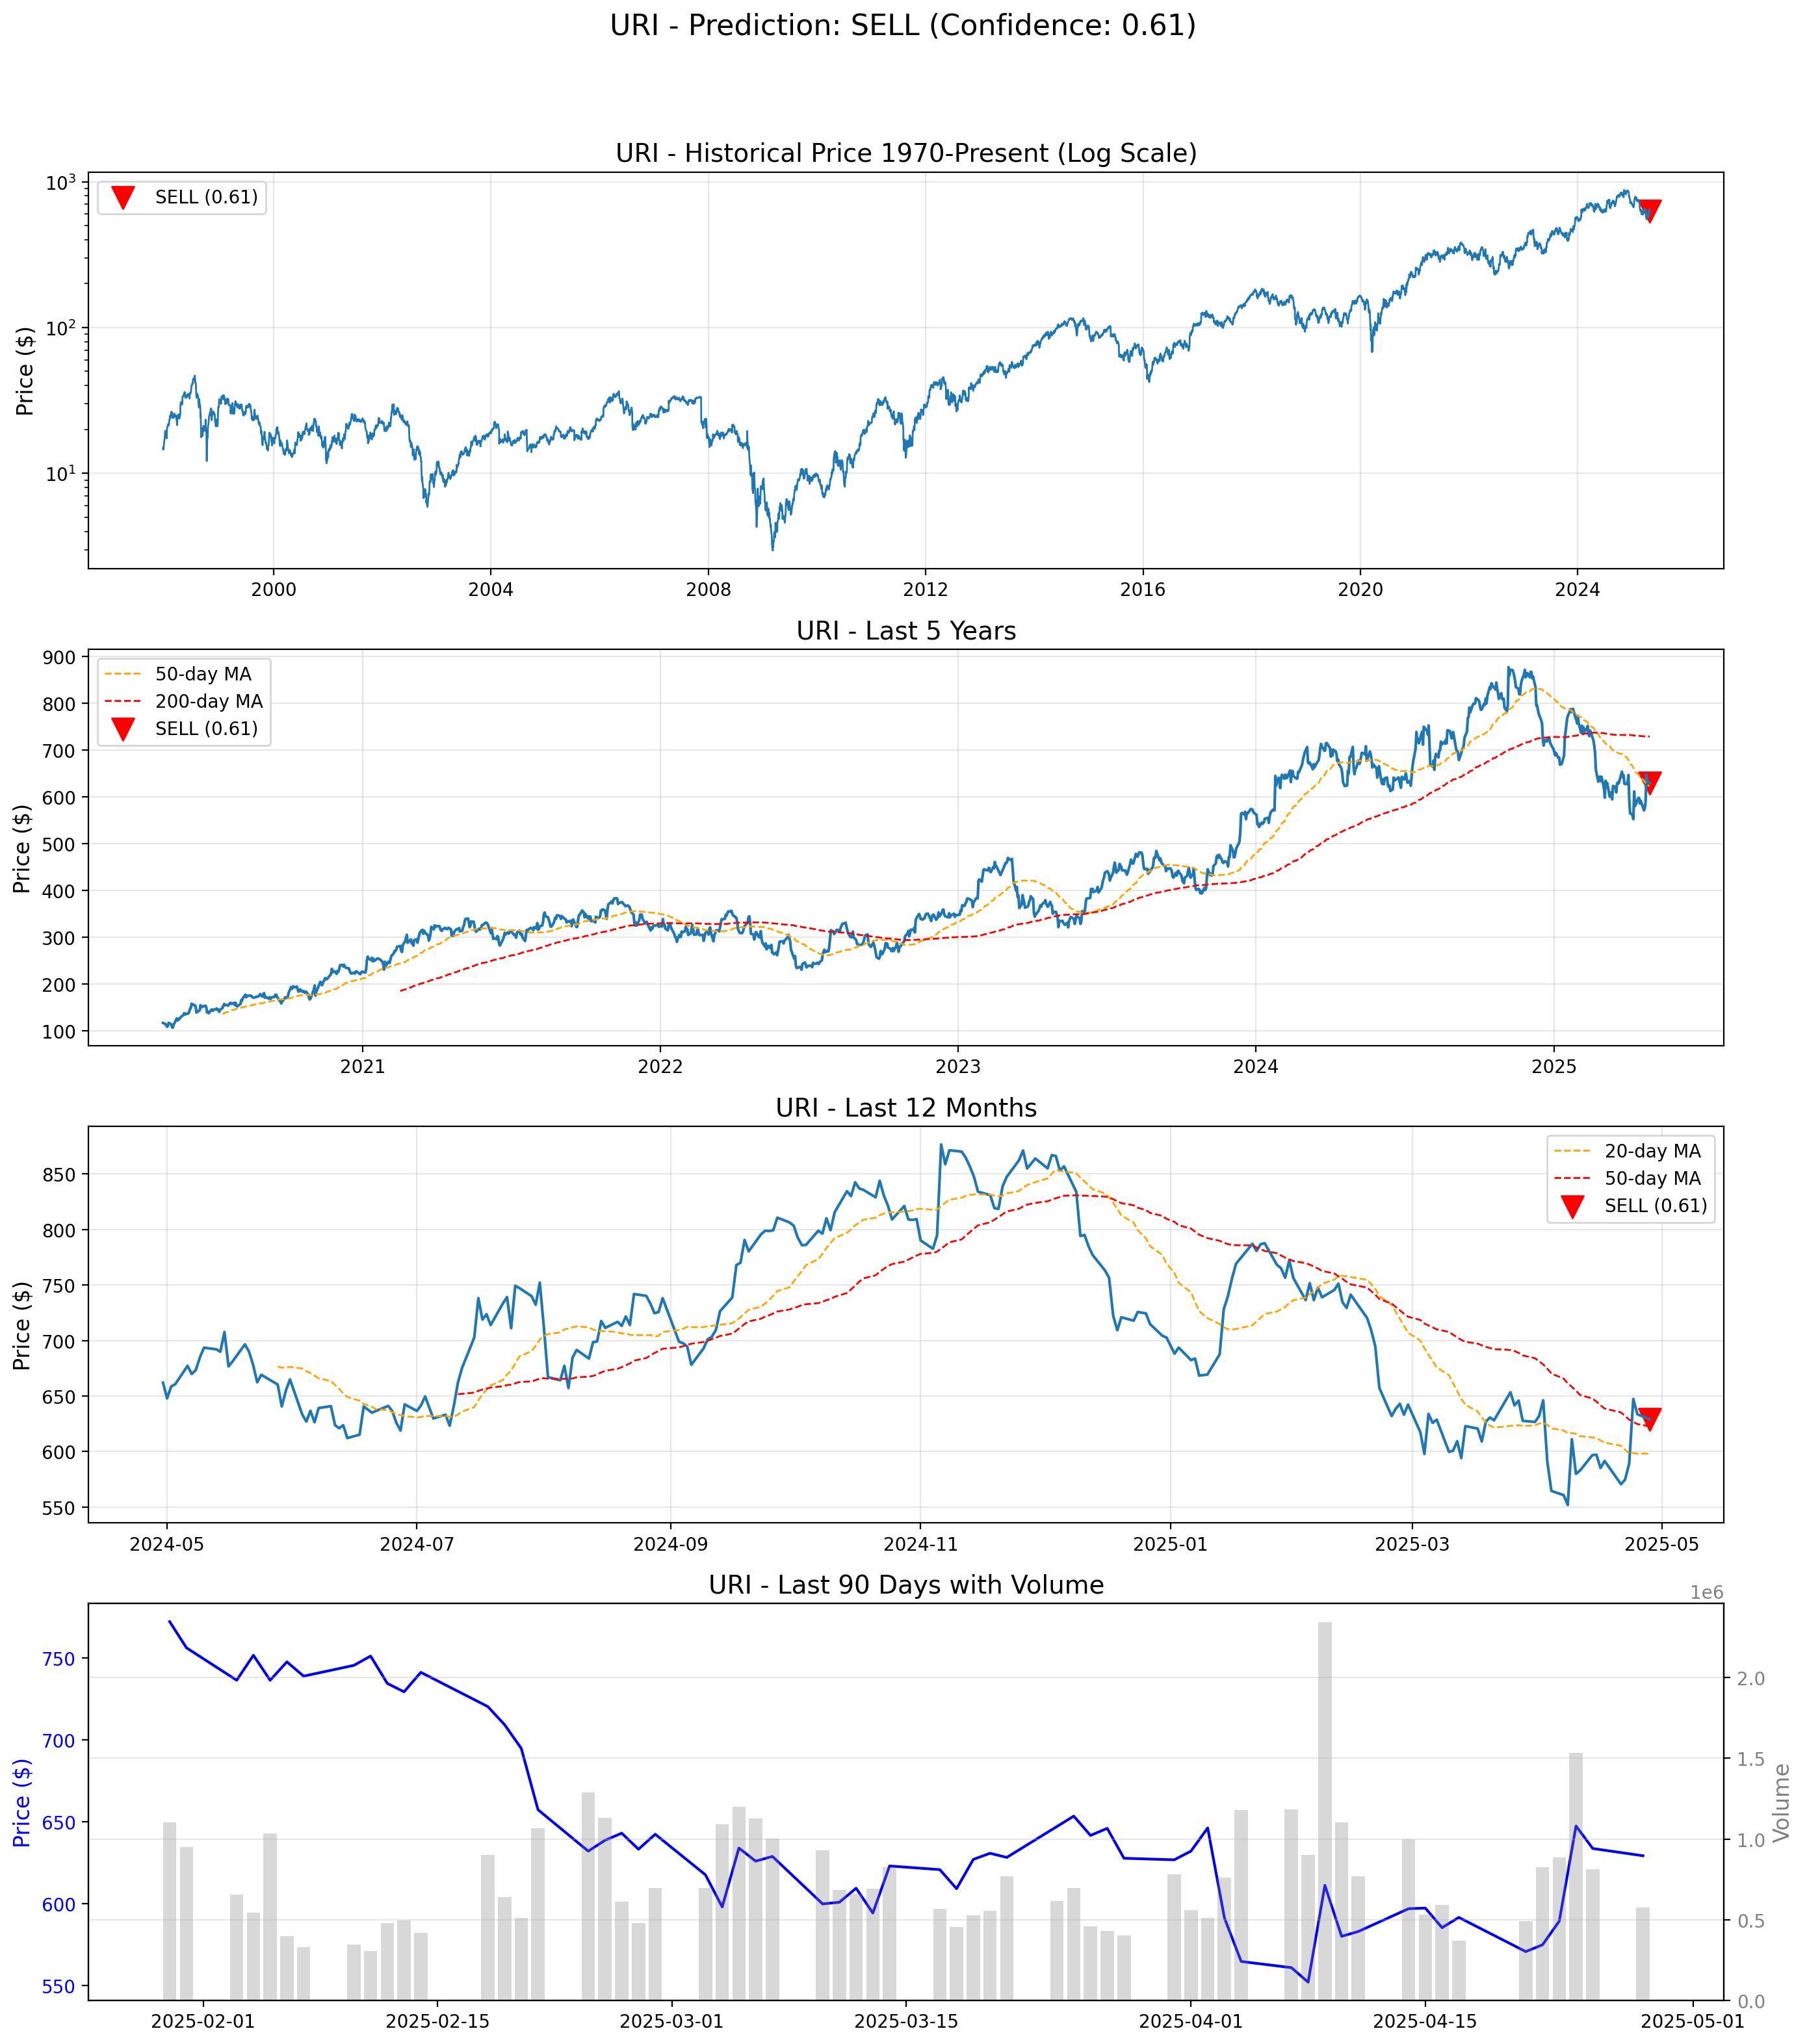 URI - Prediction: SELL (Confidence: 0.61)
URI - Historical Price 1970-Present (Log Scale)
SELL (0.61)
Price ($)
10³
10²
10¹
2000 2004 2008 2012 2016 2020 2024
URI - Last 5 Years
50-day MA
200-day MA
SELL (0.61)
Price ($)
900
800
700
600
500
400
300
200
100
2021 2022 2023 2024 2025
URI - Last 12 Months
20-day MA
50-day MA
SELL (0.61)
Price ($)
850
800
750
700
650
600
550
2024-05 2024-07 2024-09 2024-11 2025-01 2025-03 2025-05
URI - Last 90 Days with Volume
1e6
Price ($)
750
700
650
600
550
2.0
1.5
1.0
0.5
0.0
Volume
2025-02-01 2025-02-15 2025-03-01 2025-03-15 2025-04-01 2025-04-15 2025-05-01